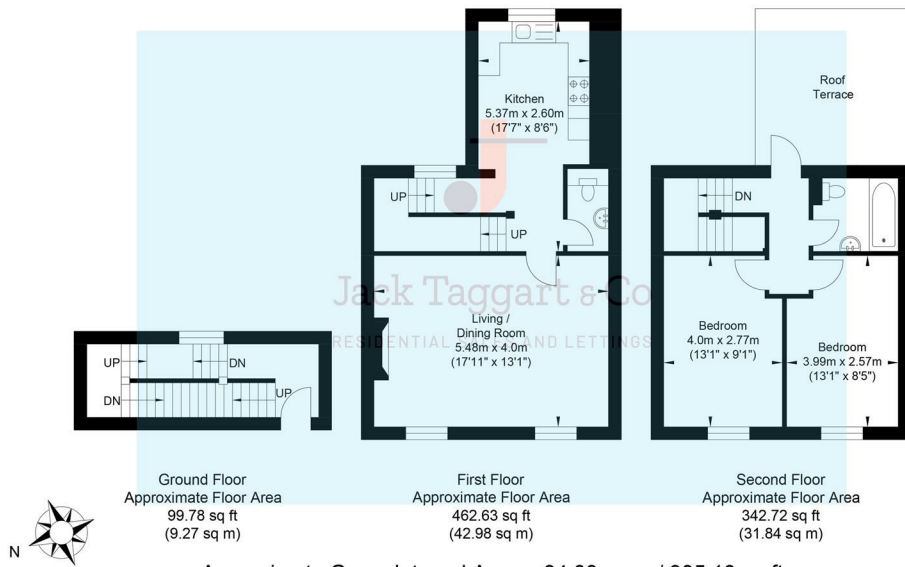 Roof
Terrace
Kitchen
5.37m x 2.60m
(17'7" x 8'6")
UP
UP
DN
Jack Taggart & Co
RESIDENTIAL SALES AND LETTINGS
Living /
Dining Room
5.48m x 4.0m
(17'11" x 13'1")
Bedroom
4.0m x 2.77m
(13'1" x 9'1")
Bedroom
3.99m x 2.57m
(13'1" x 8'5")
UP
DN
DN
UP
Ground Floor
Approximate Floor Area
99.78 sq ft
(9.27 sq m)
First Floor
Approximate Floor Area
462.63 sq ft
(42.98 sq m)
Second Floor
Approximate Floor Area
342.72 sq ft
(31.84 sq m)
N